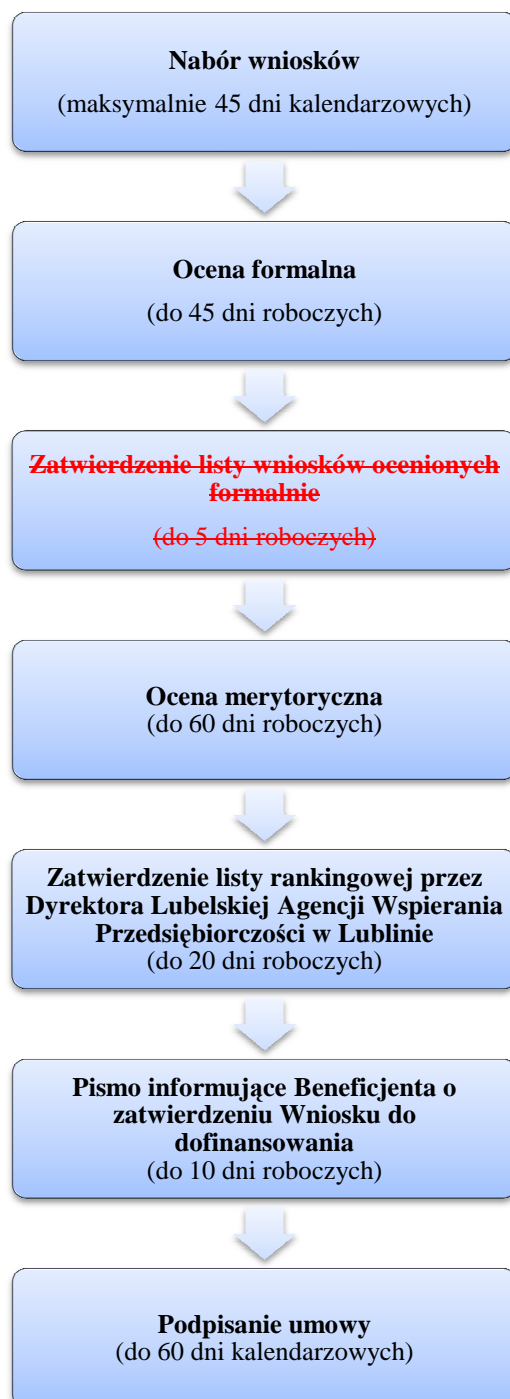 Nabór wniosków
(maksymalnie 45 dni kalendarzowych)
Ocena formalna
(do 45 dni roboczych)
Zatwierdzenie listy wniosków ocenionych
formalnie
(do 5 dni roboczych)
Ocena merytoryczna
(do 60 dni roboczych)
Zatwierdzenie listy rankingowej przez
Dyrektora Lubelskiej Agencji Wspierania
Przedsiębiorczości w Lublinie
(do 20 dni roboczych)
Pismo informujące Beneficjenta o
zatwierdzeniu Wniosku do
dofinansowania
(do 10 dni roboczych)
Podpisanie umowy
(do 60 dni kalendarzowych)